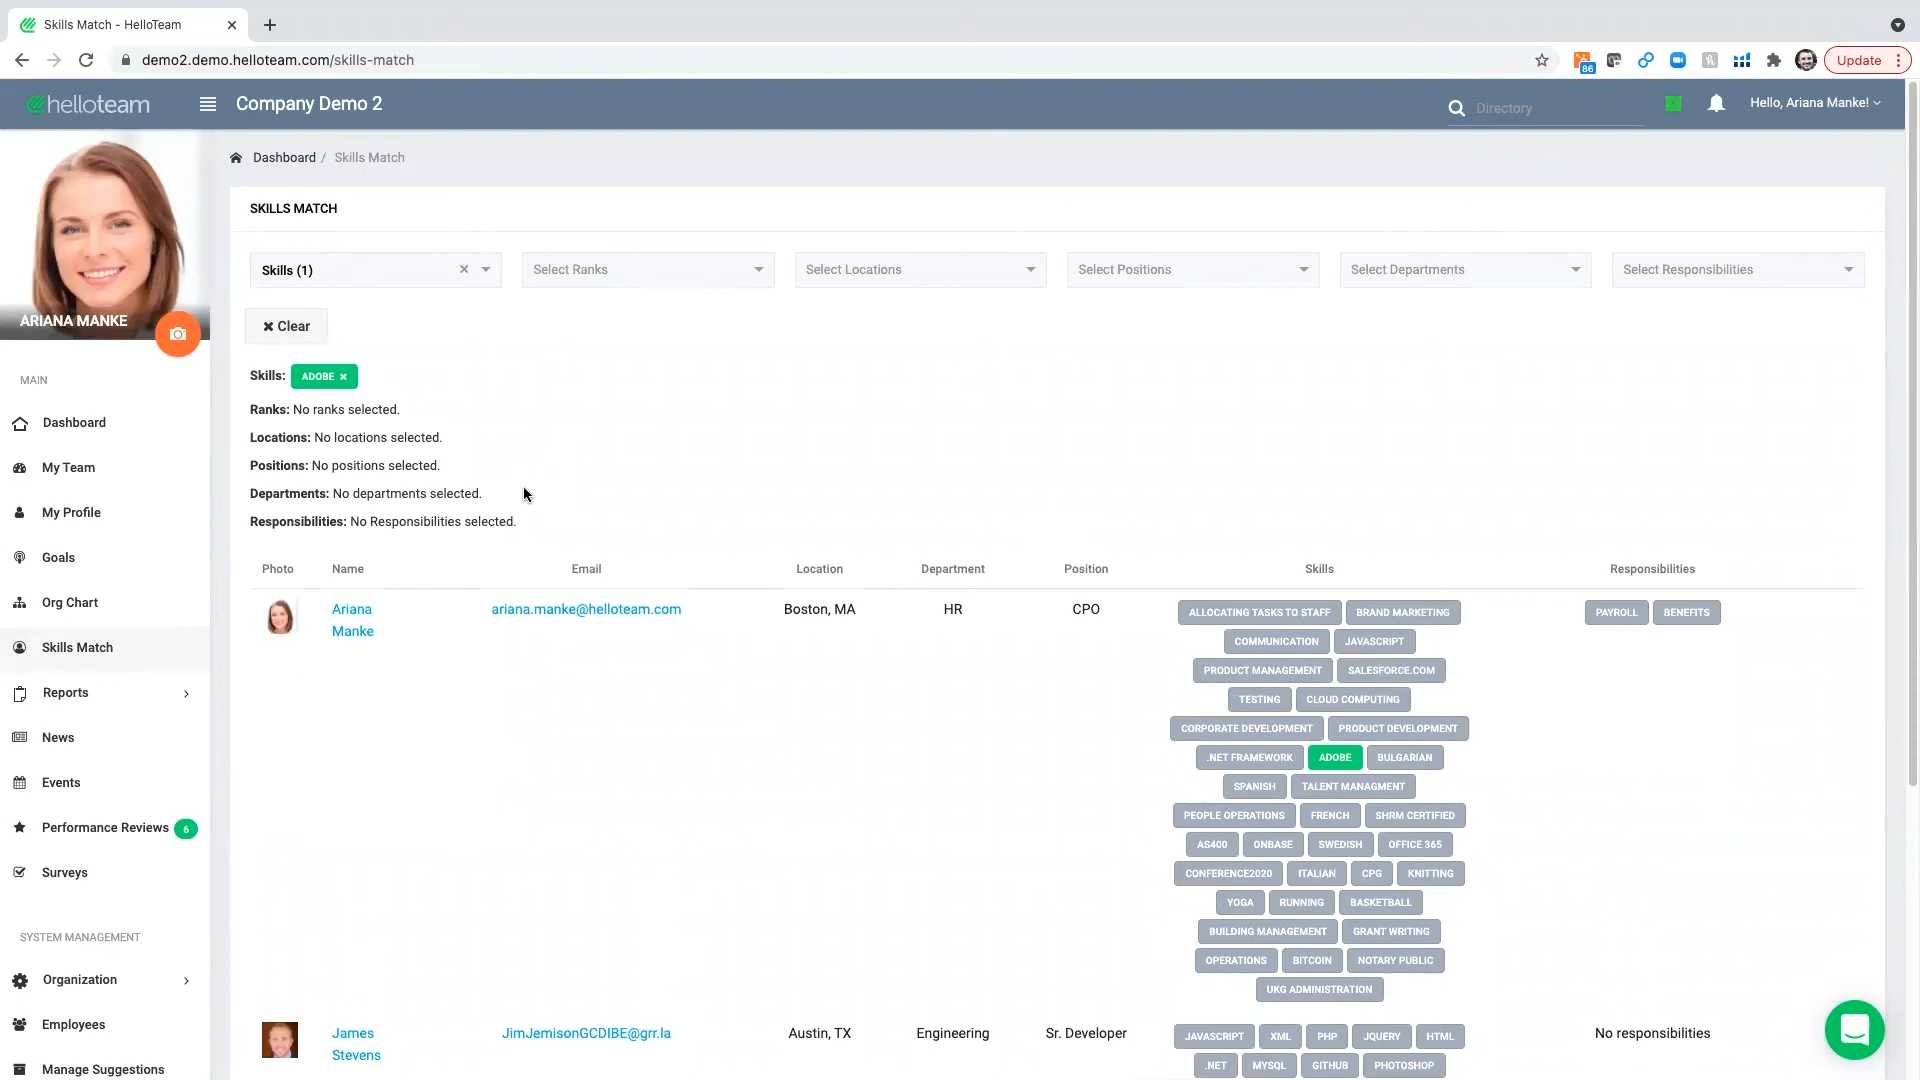 Skills Match - HelloTeam
demo2.demo.helloteam.com/skills-match
86
Update
helloteam
Company Demo 2
Directory
Hello, Ariana Manke!
Dashboard / Skills Match
ARIANA MANKE
MAIN
Dashboard
My Team
My Profile
Goals
Org Chart
Skills Match
Reports
News
Events
Performance Reviews 6
Surveys
SYSTEM MANAGEMENT
Organization
Employees
Manage Suggestions
SKILLS MATCH
Skills (1)
Select Ranks
Select Locations
Select Positions
Select Departments
Select Responsibilities
Clear
Skills: ADOBE
Ranks: No ranks selected.
Locations: No locations selected.
Positions: No positions selected.
Departments: No departments selected.
Responsibilities: No Responsibilities selected.
Photo Name Email Location Department Position Skills Responsibilities
Ariana
Manke
ariana.manke@helloteam.com
Boston, MA
HR
CPO
ALLOCATING TASKS TO STAFF BRAND MARKETING
COMMUNICATION JAVASCRIPT
PRODUCT MANAGEMENT SALESFORCE.COM
TESTING CLOUD COMPUTING
CORPORATE DEVELOPMENT PRODUCT DEVELOPMENT
.NET FRAMEWORK ADOBE BULGARIAN
SPANISH TALENT MANAGMENT
PEOPLE OPERATIONS FRENCH SHRM CERTIFIED
AS400 ONBASE SWEDISH OFFICE 365
CONFERENCE2020 ITALIAN CPG KNITTING
YOGA RUNNING BASKETBALL
BUILDING MANAGEMENT GRANT WRITING
OPERATIONS BITCOIN NOTARY PUBLIC
UKG ADMINISTRATION
PAYROLL BENEFITS
James
Stevens
JimJemisonGCDIBE@grr.la
Austin, TX
Engineering
Sr. Developer
JAVASCRIPT XML PHP JQUERY HTML
.NET MYSQL GITHUB PHOTOSHOP
No responsibilities